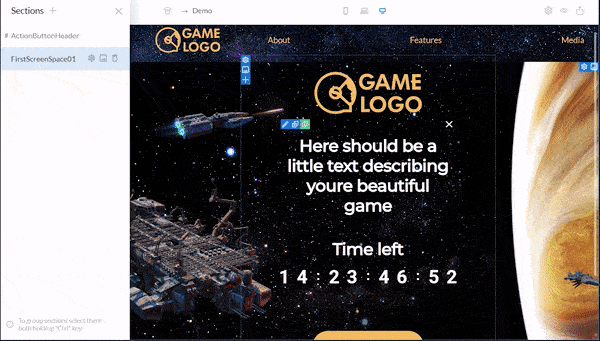 Sections +
→ Demo
# ActionButtonHeader
FirstScreenSpace01
GAME
LOGO
About
Features
Media
GAME
LOGO
Here should be a
little text describing
youre beautiful
game
Time left
14:23:46:52
To group sections select them
both holding "Ctrl" key